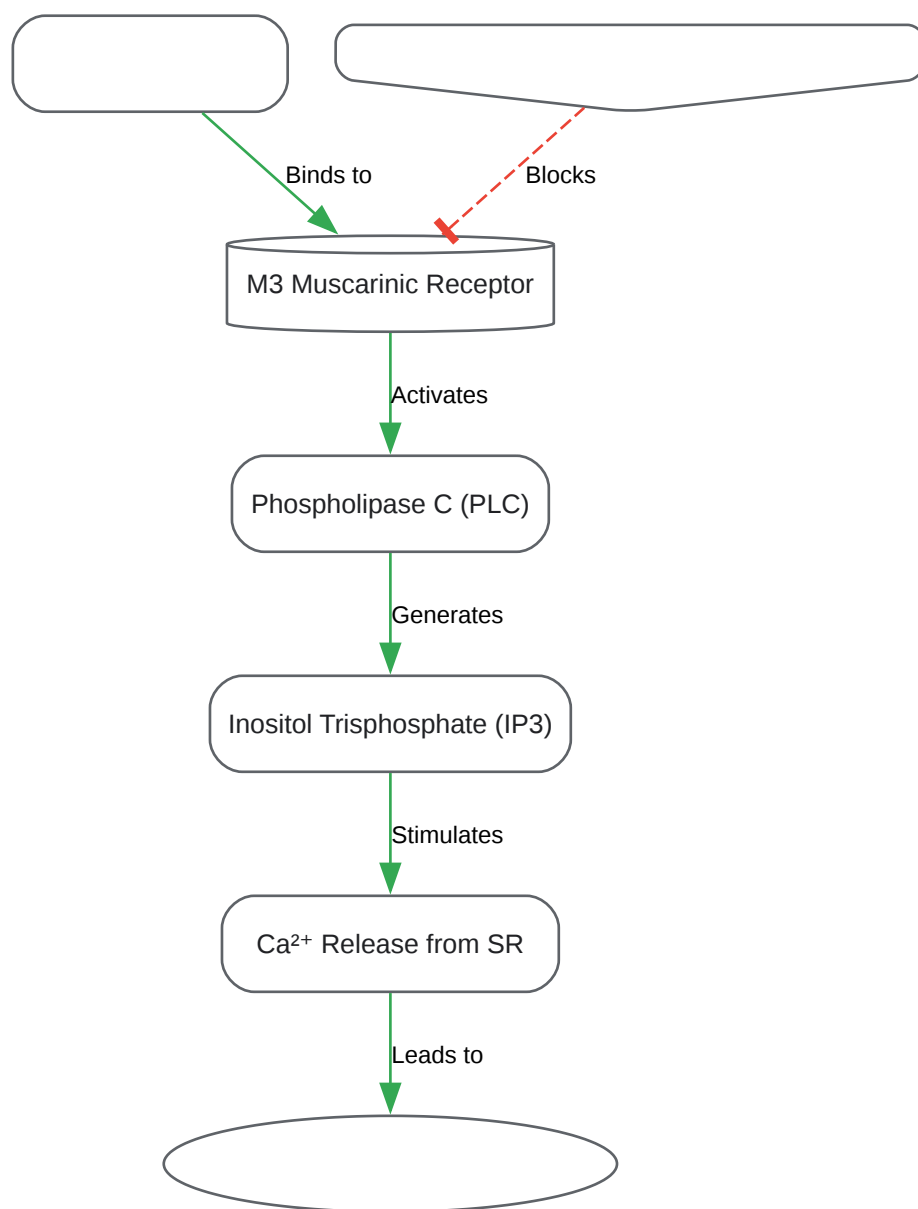 Binds to
Blocks
M3 Muscarinic Receptor
Activates
Phospholipase C (PLC)
Generates
Inositol Trisphosphate (IP3)
Stimulates
Ca²⁺ Release from SR
Leads to